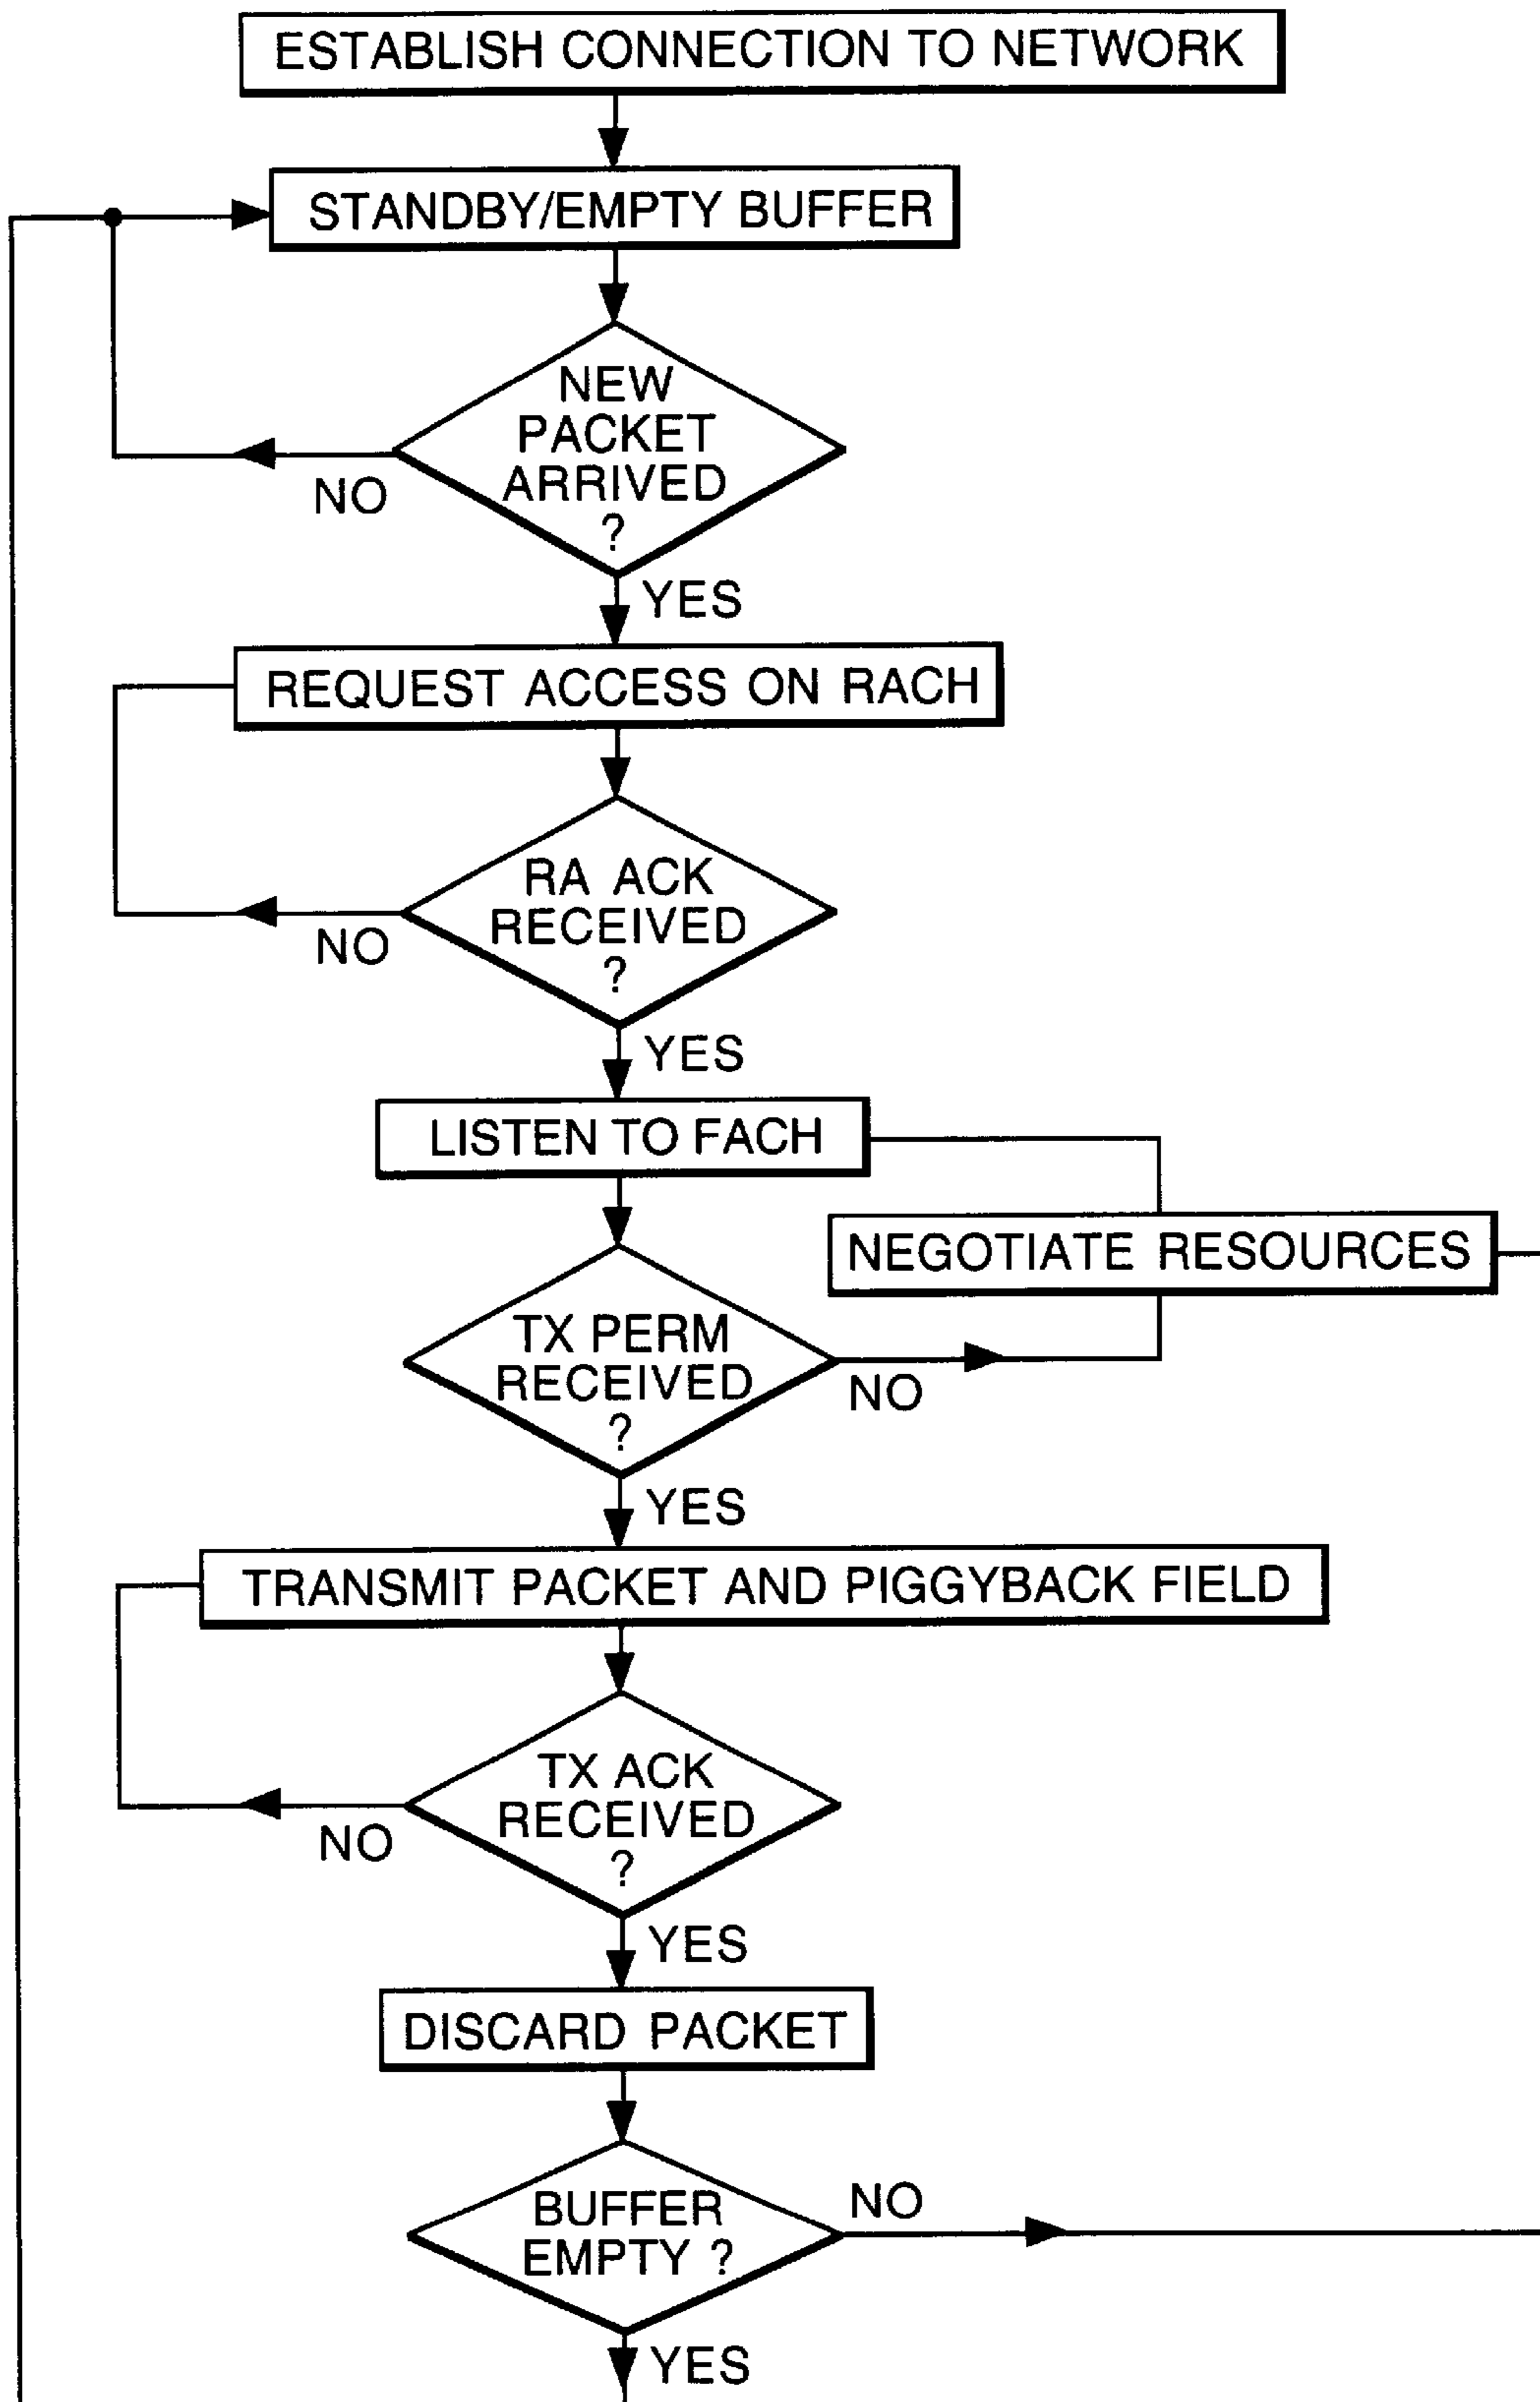 ESTABLISH CONNECTION TO NETWORK
STANDBY/EMPTY BUFFER
NEW
PACKET
ARRIVED
?
NO
YES
REQUEST ACCESS ON RACH
RA ACK
RECEIVED
?
NO
YES
LISTEN TO FACH
NEGOTIATE RESOURCES
TX PERM
RECEIVED
?
NO
YES
TRANSMIT PACKET AND PIGGYBACK FIELD
TX ACK
RECEIVED
?
NO
YES
DISCARD PACKET
BUFFER
EMPTY ?
NO
YES